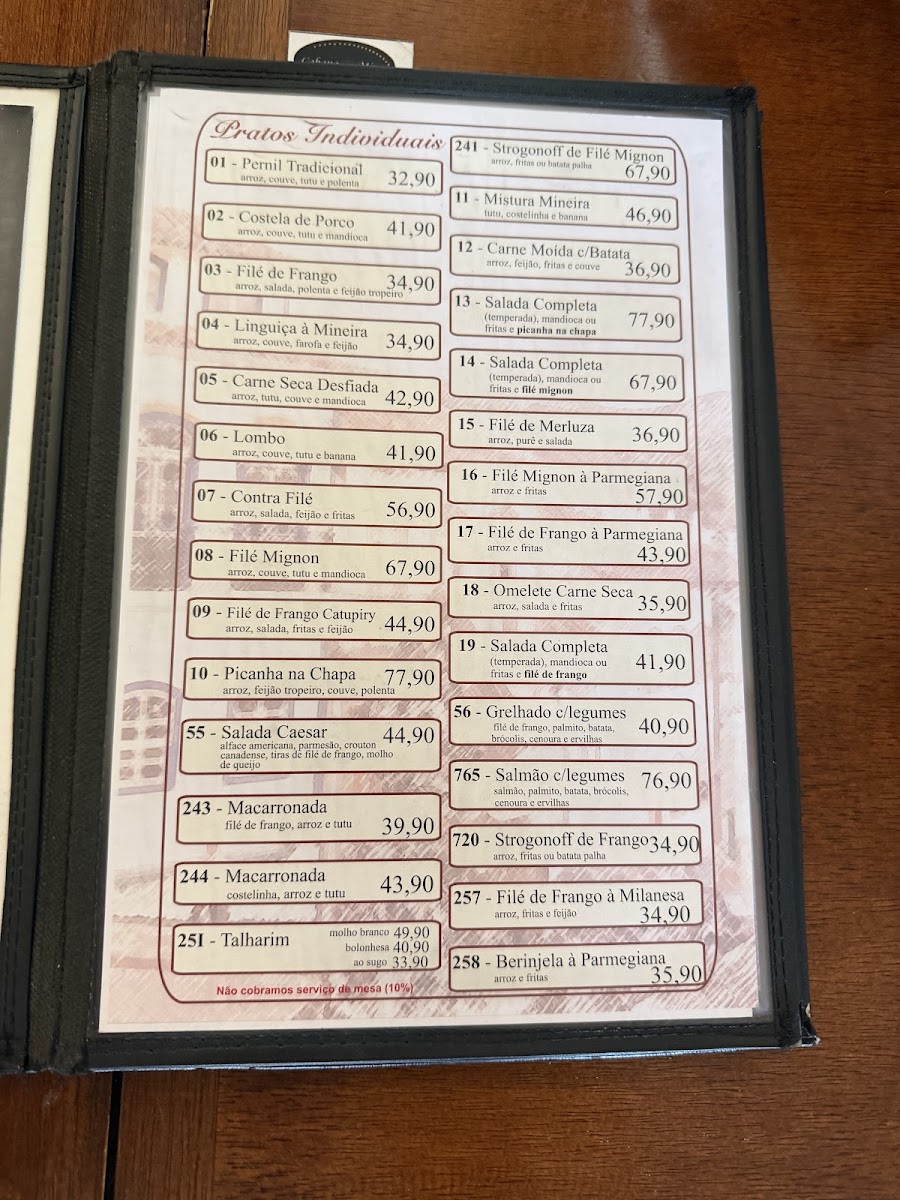 Pratos Individuais
01 - Pernil Tradicional
arroz, couve, tutu e polenta
32,90
02 - Costela de Porco
arroz, couve, tutu e mandioca
41,90
03 - Filé de Frango
arroz, salada, polenta e feijão tropeiro
34,90
04 - Linguiça à Mineira
arroz, couve, farofa e feijão
34,90
05 - Carne Seca Desfiada
arroz, tutu, couve e mandioca
42,90
06 - Lombo
arroz, couve, tutu e banana
41,90
07 - Contra Filé
arroz, salada, feijão e fritas
56,90
08 - Filé Mignon
arroz, couve, tutu e mandioca
67,90
09 - Filé de Frango Catupiry
arroz, salada, fritas e feijão
44,90
10 - Picanha na Chapa
arroz, feijão tropeiro, couve, polenta
77,90
55 - Salada Caesar
alface americana, parmesão, crouton
canadense, tiras de filé de frango, molho
de queijo
44,90
243 - Macarronada
filé de frango, arroz e tutu
39,90
244 - Macarronada
costelinha, arroz e tutu
43,90
25I - Talharim
molho branco 49,90
bolonhesa 40,90
ao sugo 33,90
Não cobramos serviço de mesa (10%)
241 - Strogonoff de Filé Mignon
arroz, fritas ou batata palha
67,90
11 - Mistura Mineira
tutu, costelinha e banana
46,90
12 - Carne Moída c/Batata
arroz, feijão, fritas e couve
36,90
13 - Salada Completa
(temperada), mandioca ou
fritas e picanha na chapa
77,90
14 - Salada Completa
(temperada), mandioca ou
fritas e filé mignon
67,90
15 - Filé de Merluza
arroz, purê e salada
36,90
16 - Filé Mignon à Parmegiana
arroz e fritas
57,90
17 - Filé de Frango à Parmegiana
arroz e fritas
43,90
18 - Omelete Carne Seca
arroz, salada e fritas
35,90
19 - Salada Completa
(temperada), mandioca ou
fritas e filé de frango
41,90
56 - Grelhado c/legumes
filé de frango, palmito, batata,
brócolis, cenoura e ervilhas
40,90
765 - Salmão c/legumes
salmão, palmito, batata, brócolis,
cenoura e ervilhas
76,90
720 - Strogonoff de Frango
arroz, fritas ou batata palha
34,90
257 - Filé de Frango à Milanesa
arroz, fritas e feijão
34,90
258 - Berinjela à Parmegiana
arroz e fritas
35,90